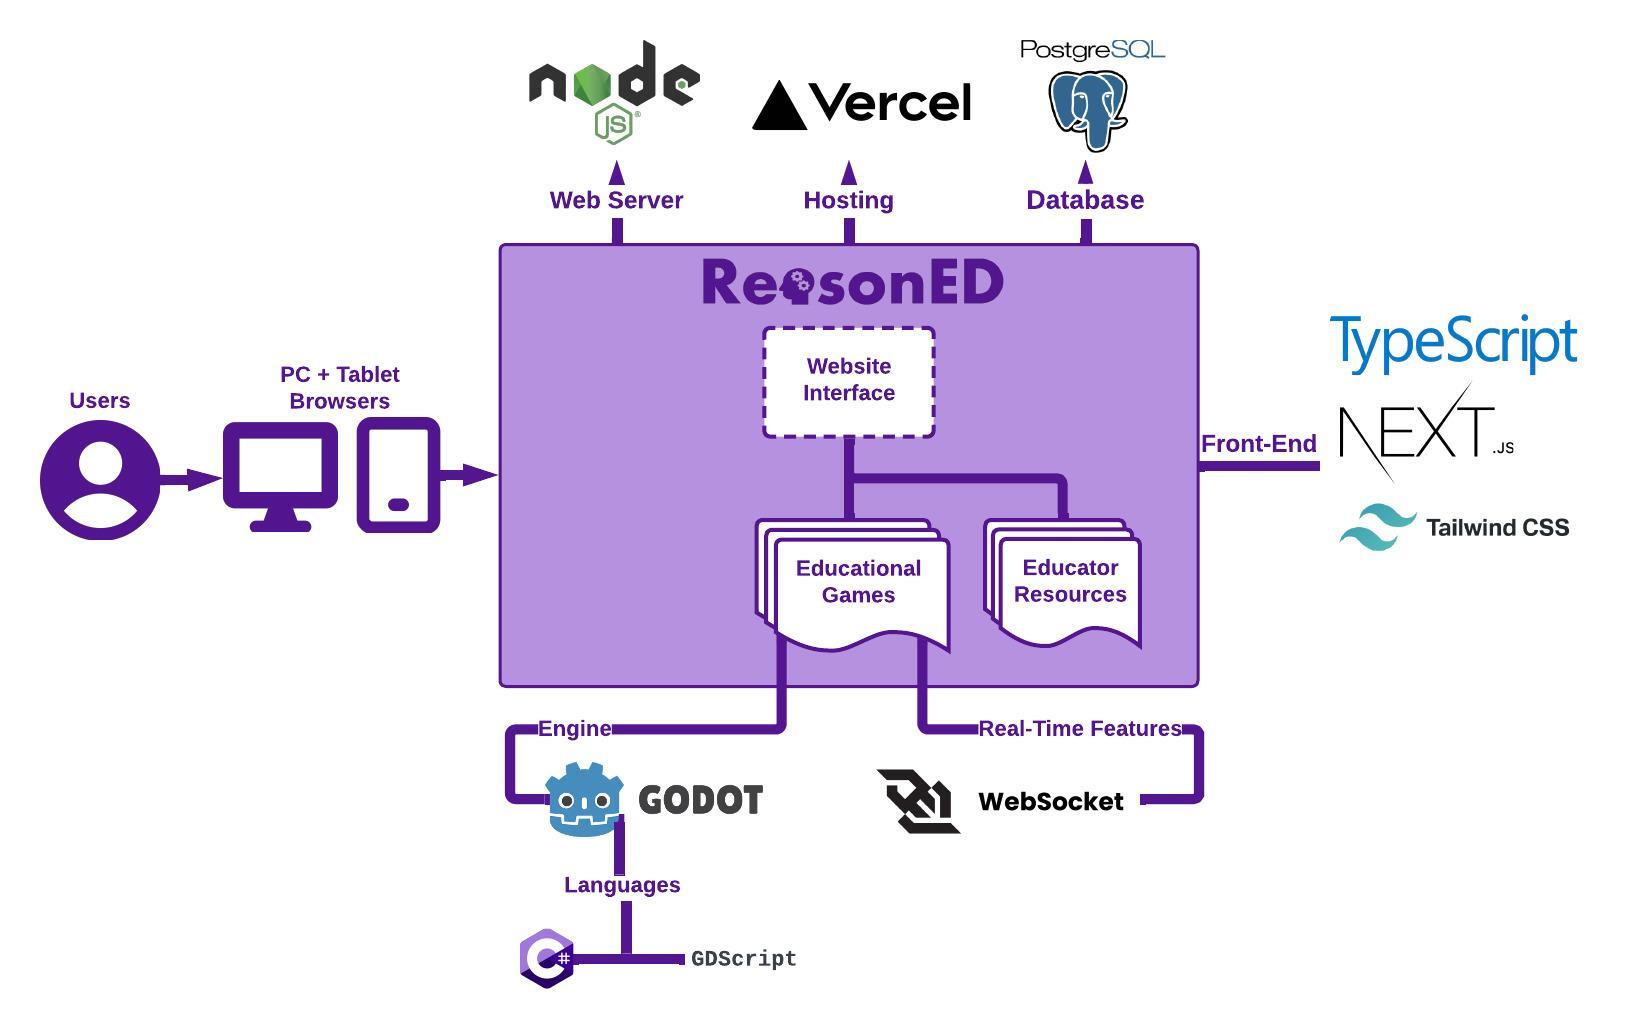 node
JS
®
Vercel
PostgreSQL
Web Server
Hosting
Database
ReasonED
Website
Interface
Users
PC + Tablet
Browsers
Front-End
TypeScript
NEXT.JS
Tailwind CSS
Educational
Games
Educator
Resources
Engine
Real-Time Features
GODOT
WebSocket
Languages
C#
GDScript